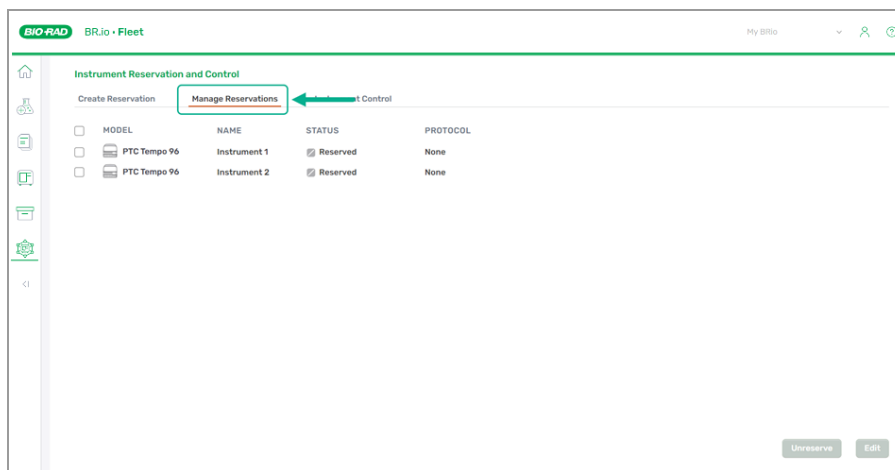 BIO-RAD BR.io • Fleet My BRio
Instrument Reservation and Control
Create Reservation Manage Reservations t Control
MODEL NAME STATUS PROTOCOL
PTC Tempo 96 Instrument 1 Reserved None
PTC Tempo 96 Instrument 2 Reserved None
Unreserve Edit